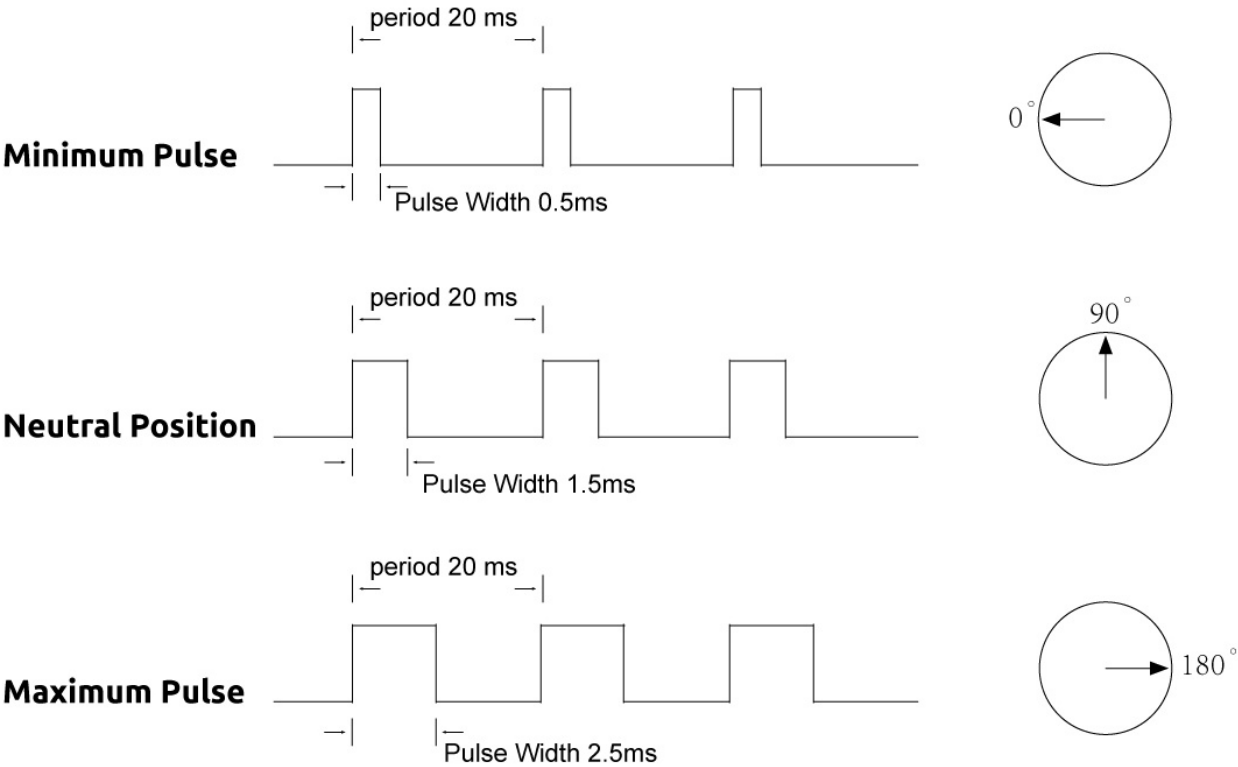 period 20 ms
0°
Minimum Pulse
Pulse Width 0.5ms
period 20 ms
90°
Neutral Position
Pulse Width 1.5ms
period 20 ms
180°
Maximum Pulse
Pulse Width 2.5ms